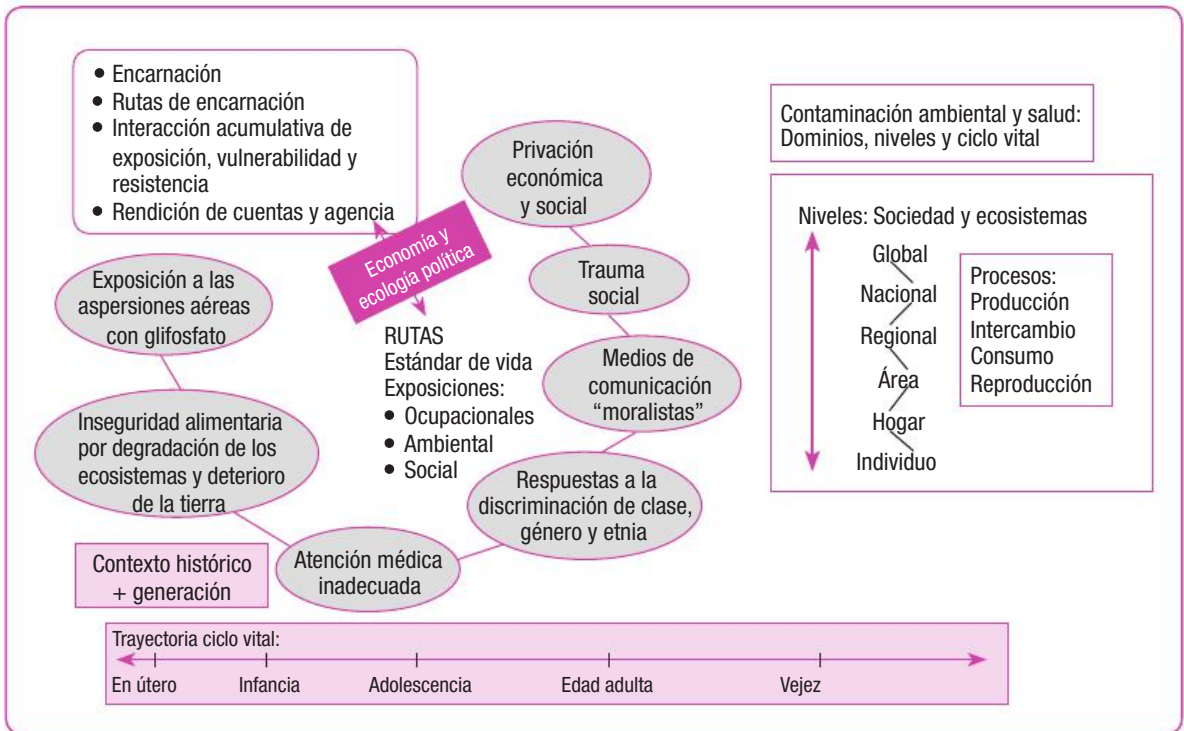 • Encarnación
• Rutas de encarnación
• Interacción acumulativa de
exposición, vulnerabilidad y
resistencia
• Rendición de cuentas y agencia
Economía y
ecología política
Privación
económica
y social
Trauma
social
Medios de
comunicación
“moralistas”
Respuestas a la
discriminación de clase,
género y etnia
Atención médica
inadecuada
Inseguridad alimentaria
por degradación de los
ecosistemas y deterioro
de la tierra
Exposición a las
aspersiones aéreas
con glifosfato
RUTAS
Estándar de vida
Exposiciones:
• Ocupacionales
• Ambiental
• Social
Contaminación ambiental y salud:
Dominios, niveles y ciclo vital
Niveles: Sociedad y ecosistemas
Global
Nacional
Regional
Área
Hogar
Individuo
Procesos:
Producción
Intercambio
Consumo
Reproducción
Contexto histórico
+ generación
Trayectoria ciclo vital:
En útero Infancia Adolescencia Edad adulta Vejez